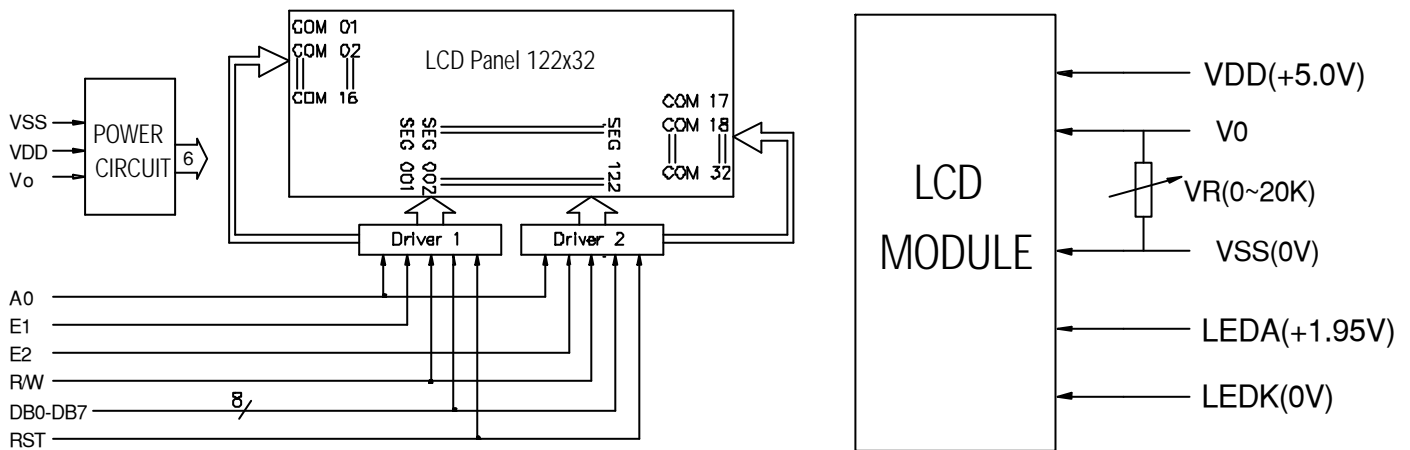 COM 01
COM 02
COM 16
LCD Panel 122x32
COM 17
COM 18
COM 32
SEG 001
SEG 002
SEG 122
VSS
VDD
Vo
POWER
CIRCUIT
6
Driver 1
Driver 2
A0
E1
E2
R/W
DB0-DB7
8
RST
LCD
MODULE
VDD(+5.0V)
V0
VR(0~20K)
VSS(0V)
LEDA(+1.95V)
LEDK(0V)